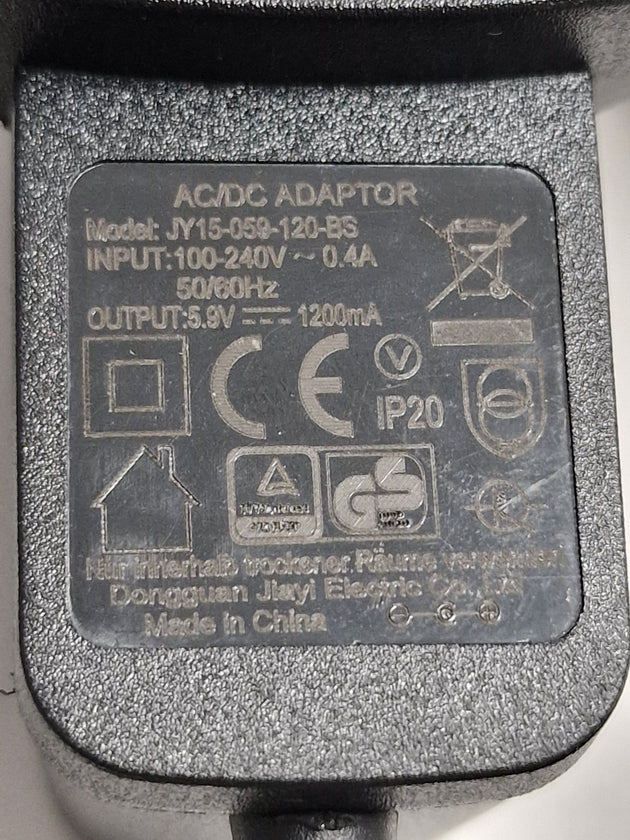 AC/DC ADAPTOR
Model: JY15-059-120-BS
INPUT:100-240V ~ 0.4A
50/60Hz
OUTPUT:5.9V ⎓ 1200mA
CE
V
IP20
GS
Nur innerhalb trockener Räume verwenden
Dongguan Jiayi Electric Co., Ltd
Made in China